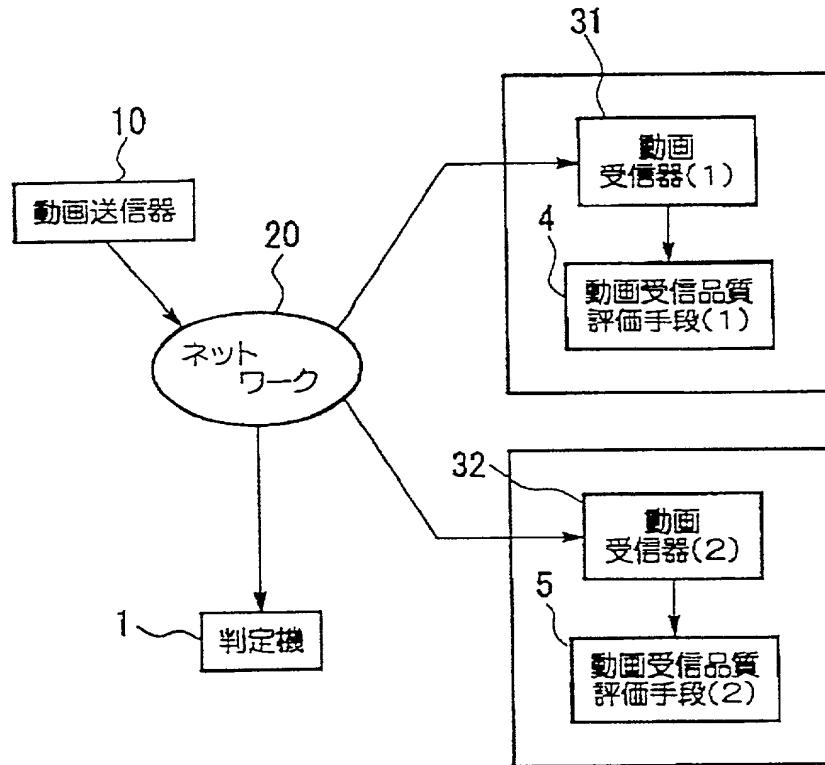 31
動画
受信器(1)
10
動画送信器
4
動画受信品質
評価手段(1)
20
ネット
ワーク
32
動画
受信器(2)
5
動画受信品質
評価手段(2)
1
判定機